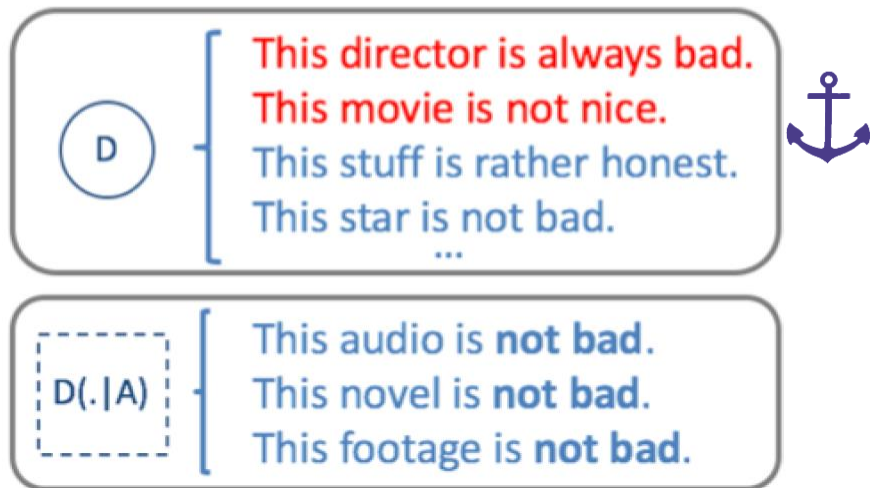 D
This director is always bad.
This movie is not nice.
This stuff is rather honest.
This star is not bad.
...
D(.|A)
This audio is not bad.
This novel is not bad.
This footage is not bad.